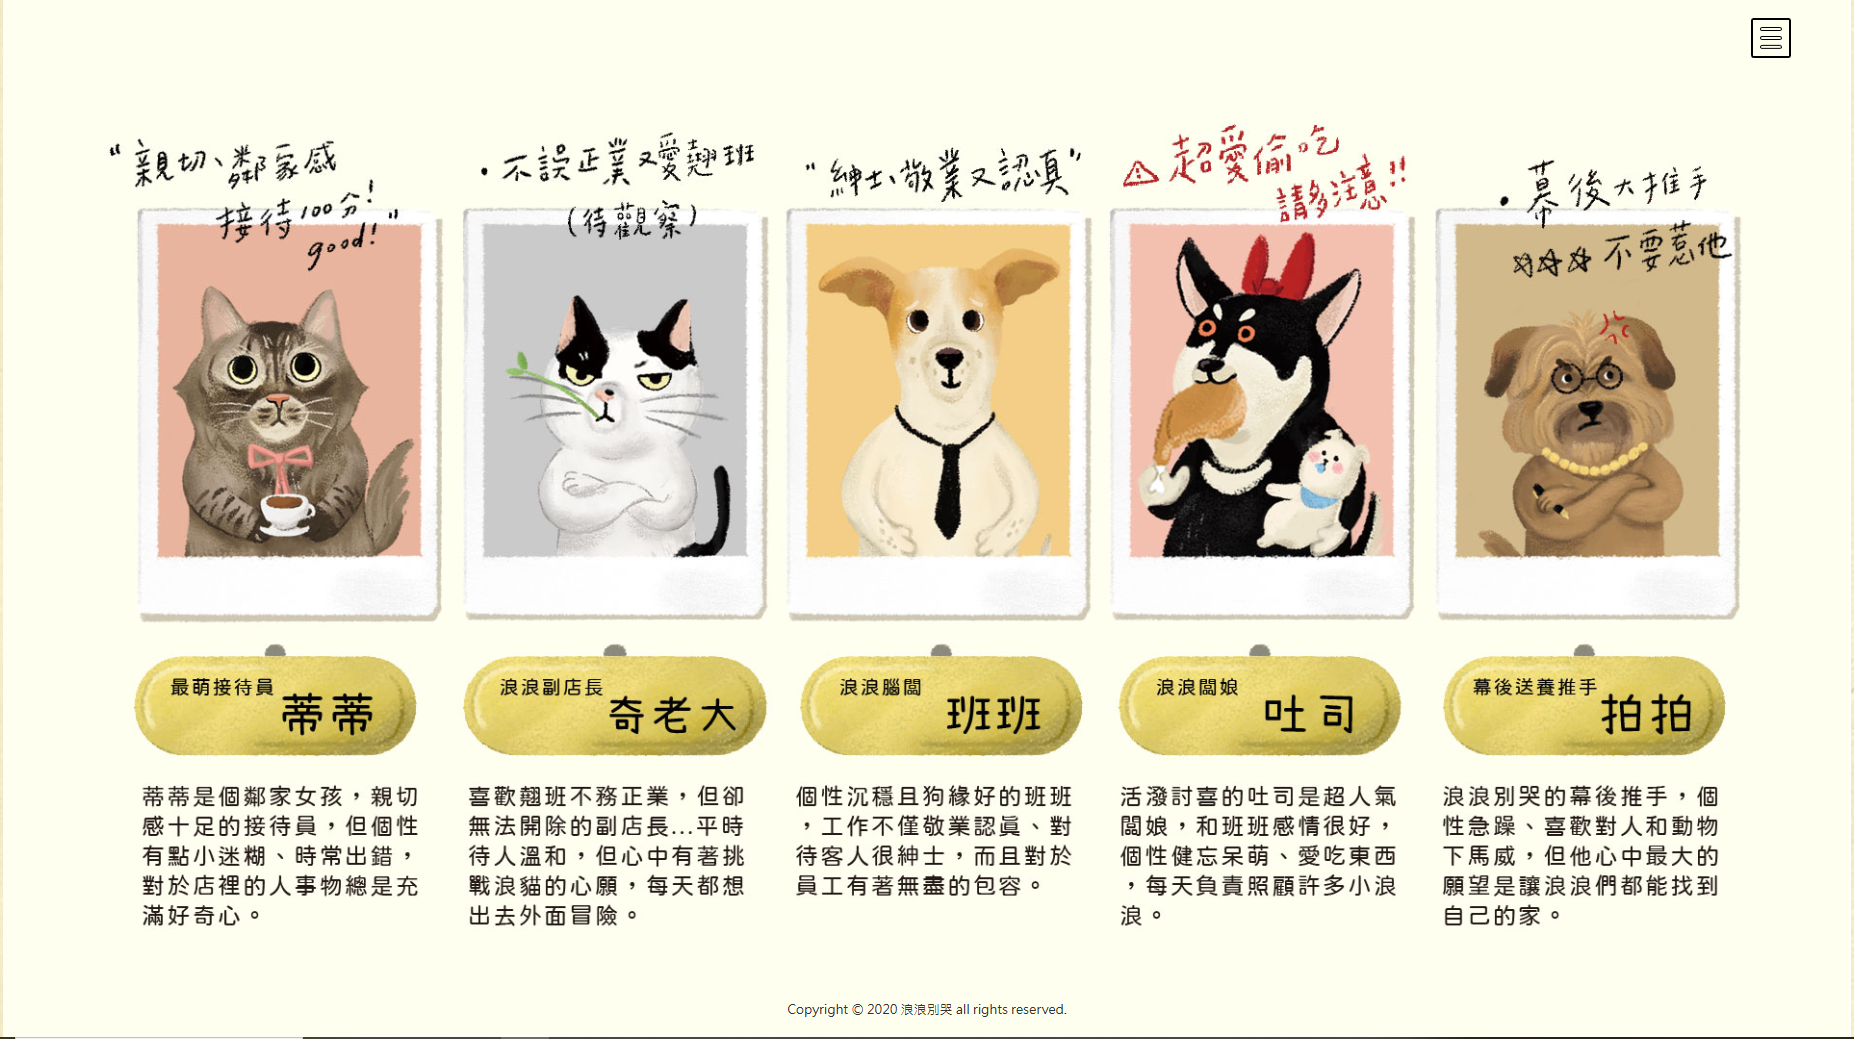 “親切、鄰家感
接待100分!
good!”
•不誤正業又愛翹班
(待觀察)
“紳士、敬業又認真”
⚠超愛偷吃
請多注意!!
•幕後大推手
☆☆☆不要惹他
最萌接待員
蒂蒂
浪浪副店長
奇老大
浪浪腦闆
班班
浪浪闆娘
吐司
幕後送養推手
拍拍
蒂蒂是個鄰家女孩，親切
感十足的接待員，但個性
有點小迷糊、時常出錯，
對於店裡的人事物總是充
滿好奇心。
喜歡翹班不務正業，但卻
無法開除的副店長...平時
待人溫和，但心中有著挑
戰浪貓的心願，每天都想
出去外面冒險。
個性沉穩且狗緣好的班班
，工作不僅敬業認真、對
待客人很紳士，而且對於
員工有著無盡的包容。
活潑討喜的吐司是超人氣
闆娘，和班班感情很好，
個性健忘呆萌、愛吃東西
，每天負責照顧許多小浪
浪。
浪浪別哭的幕後推手，個
性急躁、喜歡對人和動物
下馬威，但他心中最大的
願望是讓浪浪們都能找到
自己的家。
Copyright © 2020 浪浪別哭 all rights reserved.